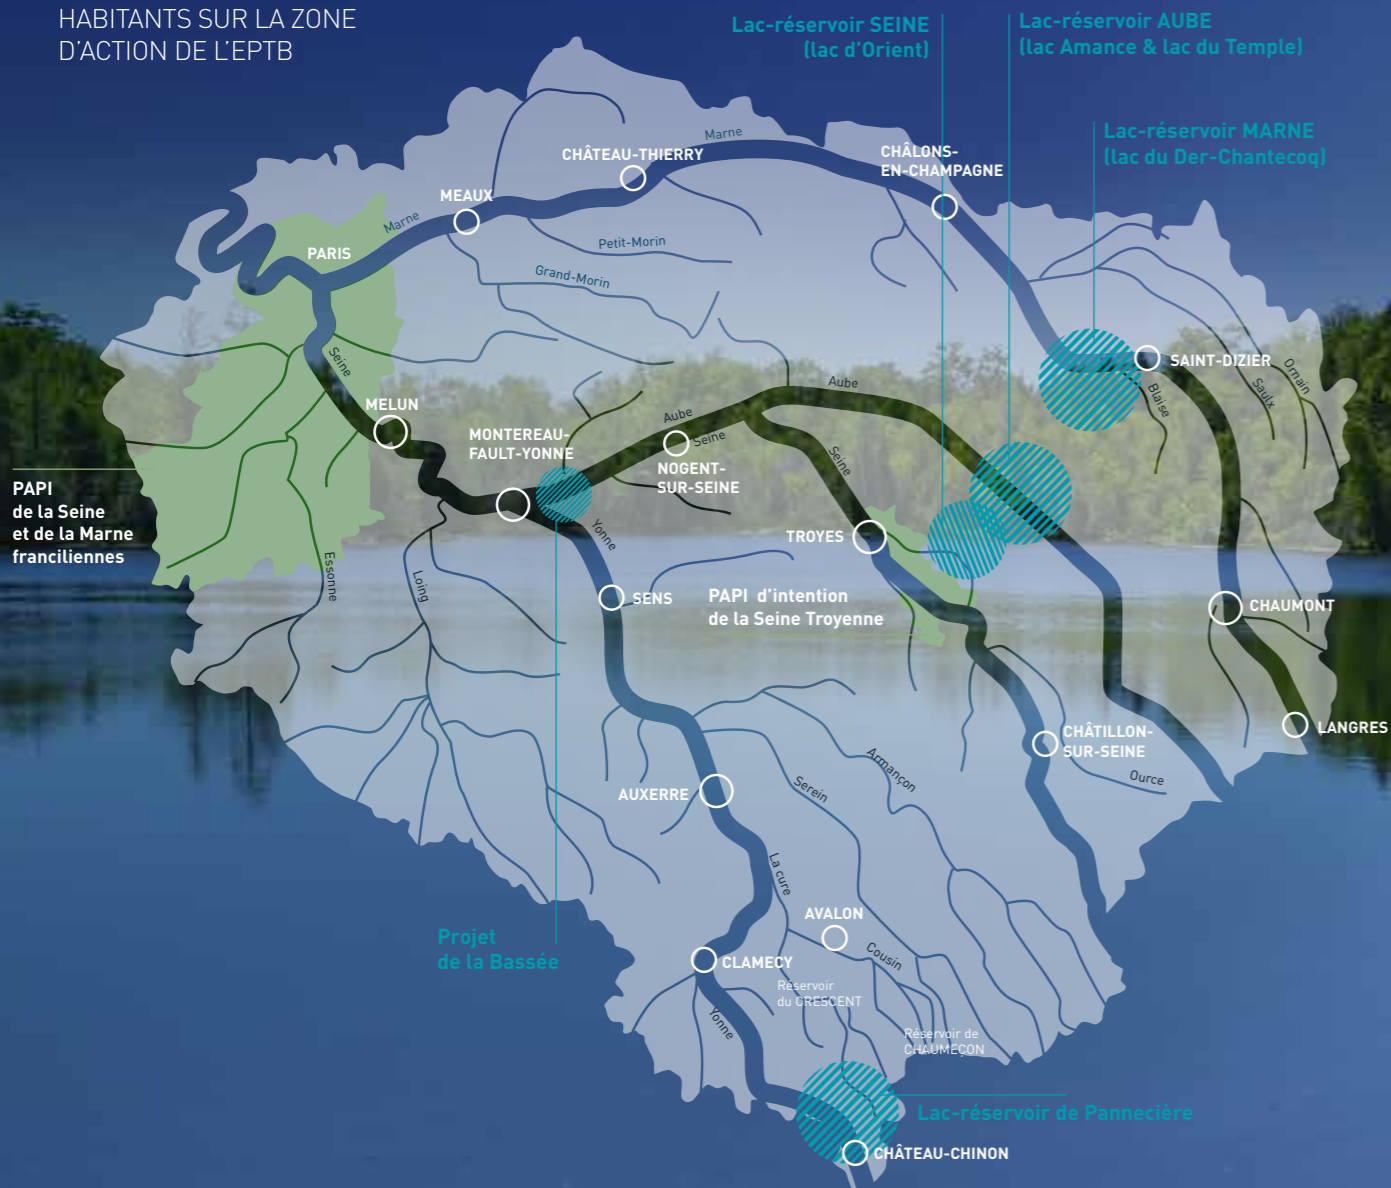 HABITANTS SUR LA ZONE
D'ACTION DE L'EPTB
Lac-réservoir SEINE
(lac d'Orient)
Lac-réservoir AUBE
(lac Amance & lac du Temple)
Lac-réservoir MARNE
(lac du Der-Chantecoq)
Marne
CHÂTEAU-THIERRY
CHÂLONS-
EN-CHAMPAGNE
MEAUX
Marne
PARIS
Petit-Morin
Grand-Morin
Seine
SAINT-DIZIER
Blaise
Saulx
Ornain
Aube
MELUN
Aube
Seine
MONTEREAU-
FAULT-YONNE
NOGENT-
SUR-SEINE
Seine
PAPI
de la Seine
et de la Marne
franciliennes
Yonne
TROYES
Essonne
Loing
SENS
PAPI d'intention
de la Seine Troyenne
CHAUMONT
LANGRES
CHÂTILLON-
SUR-SEINE
Ource
Armançon
Serein
AUXERRE
La cure
AVALON
Projet
de la Bassée
CLAMECY
Cousin
Réservoir
du CRESCENT
Yonne
Réservoir de
CHAUMEÇON
Lac-réservoir de Pannecière
CHÂTEAU-CHINON